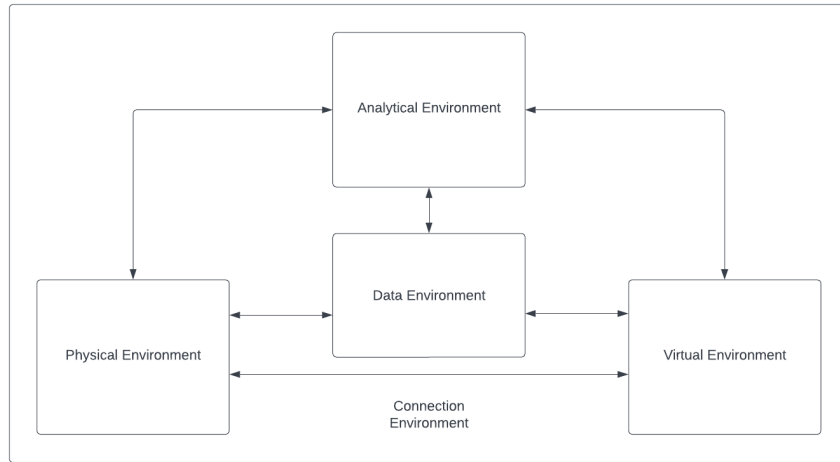 Analytical Environment
Data Environment
Physical Environment
Virtual Environment
Connection
Environment